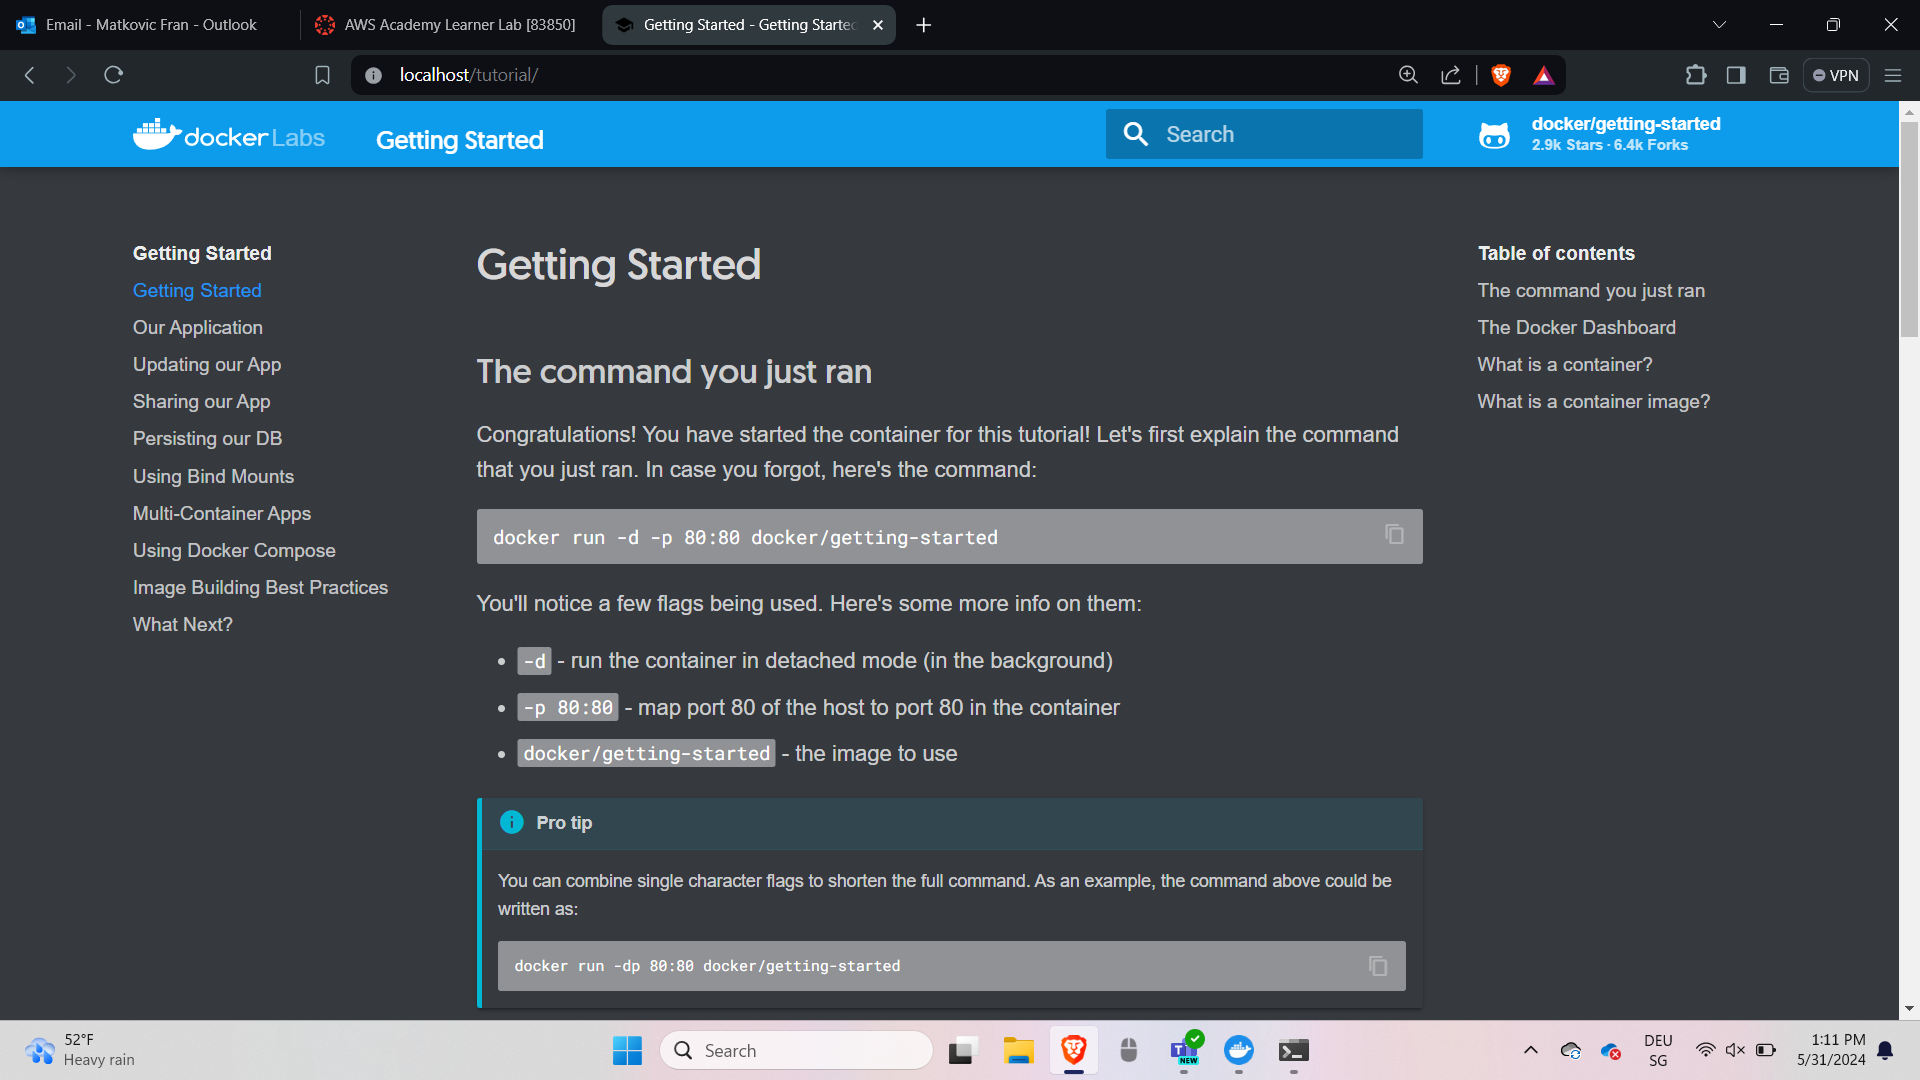 Email - Matkovic Fran - Outlook
AWS Academy Learner Lab [83850]
Getting Started - Getting Started
localhost/tutorial/
VPN
docker Labs
Getting Started
Search
docker/getting-started
2.9k Stars · 6.4k Forks
Getting Started
Getting Started
Our Application
Updating our App
Sharing our App
Persisting our DB
Using Bind Mounts
Multi-Container Apps
Using Docker Compose
Image Building Best Practices
What Next?
Getting Started
The command you just ran
Congratulations! You have started the container for this tutorial! Let's first explain the command
that you just ran. In case you forgot, here's the command:
docker run -d -p 80:80 docker/getting-started
You'll notice a few flags being used. Here's some more info on them:
-d - run the container in detached mode (in the background)
-p 80:80 - map port 80 of the host to port 80 in the container
docker/getting-started - the image to use
Pro tip
You can combine single character flags to shorten the full command. As an example, the command above could be
written as:
docker run -dp 80:80 docker/getting-started
Table of contents
The command you just ran
The Docker Dashboard
What is a container?
What is a container image?
52°F
Heavy rain
Search
NEW
DEU
SG
1:11 PM
5/31/2024